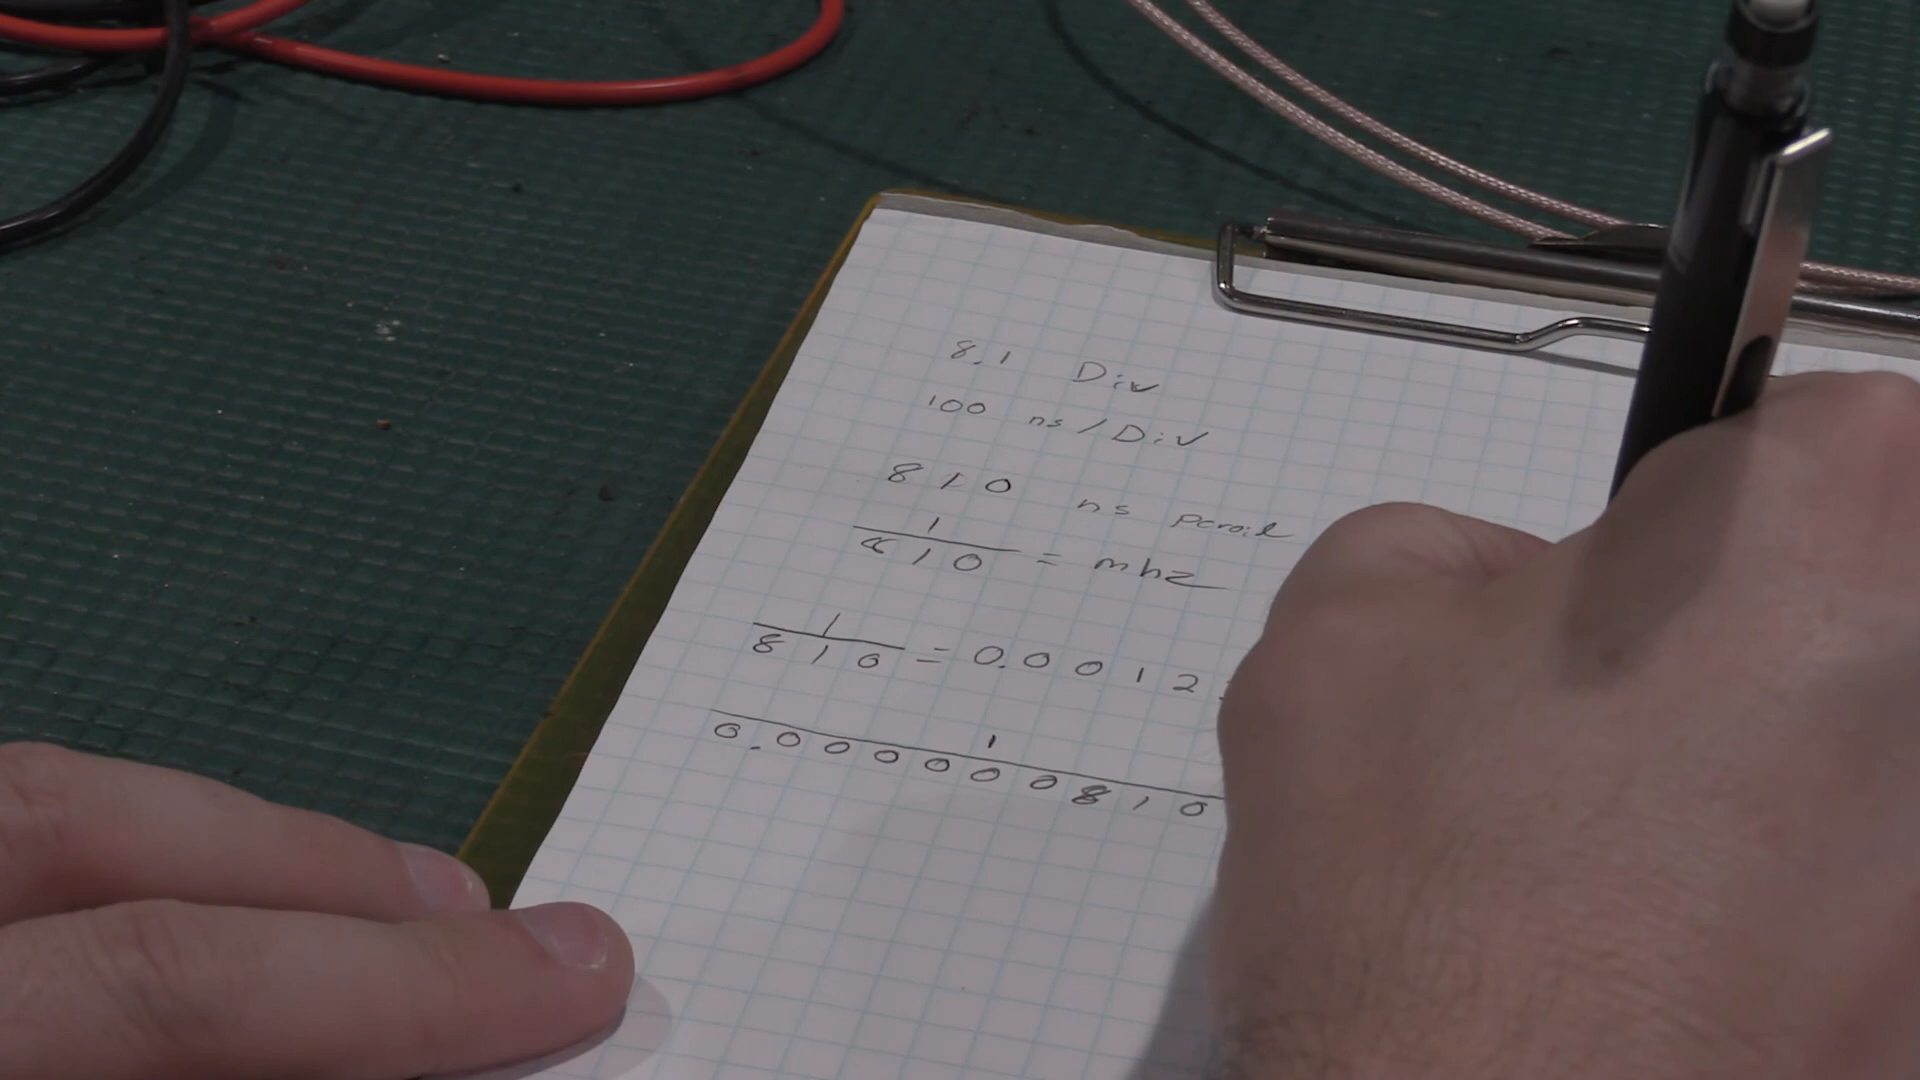 8.1 Div
100 ns/Div
810 ns peroid
1
810 = mhz
1
810 = 0.0012
1
0.000000810